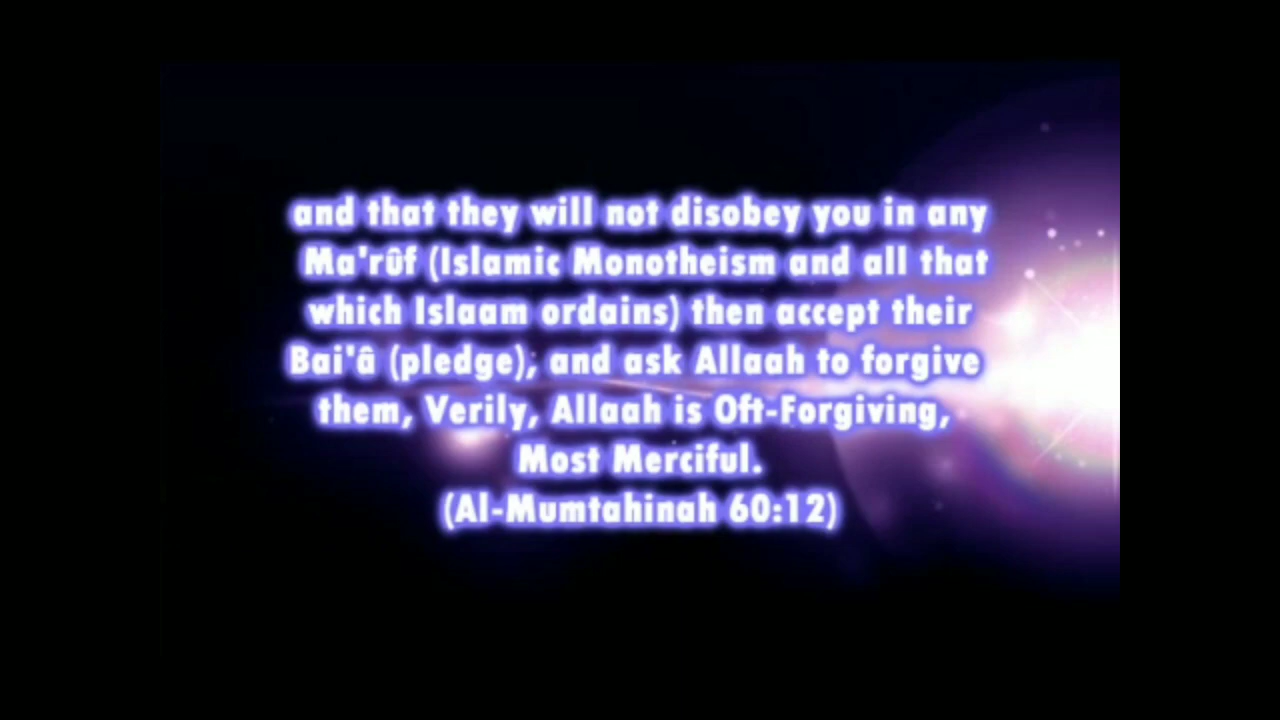 and that they will not disobey you in any
Ma'rûf (Islamic Monotheism and all that
which Islaam ordains) then accept their
Bai'â (pledge), and ask Allaah to forgive
them, Verily, Allaah is Oft-Forgiving,
Most Merciful.
(Al-Mumtahinah 60:12)